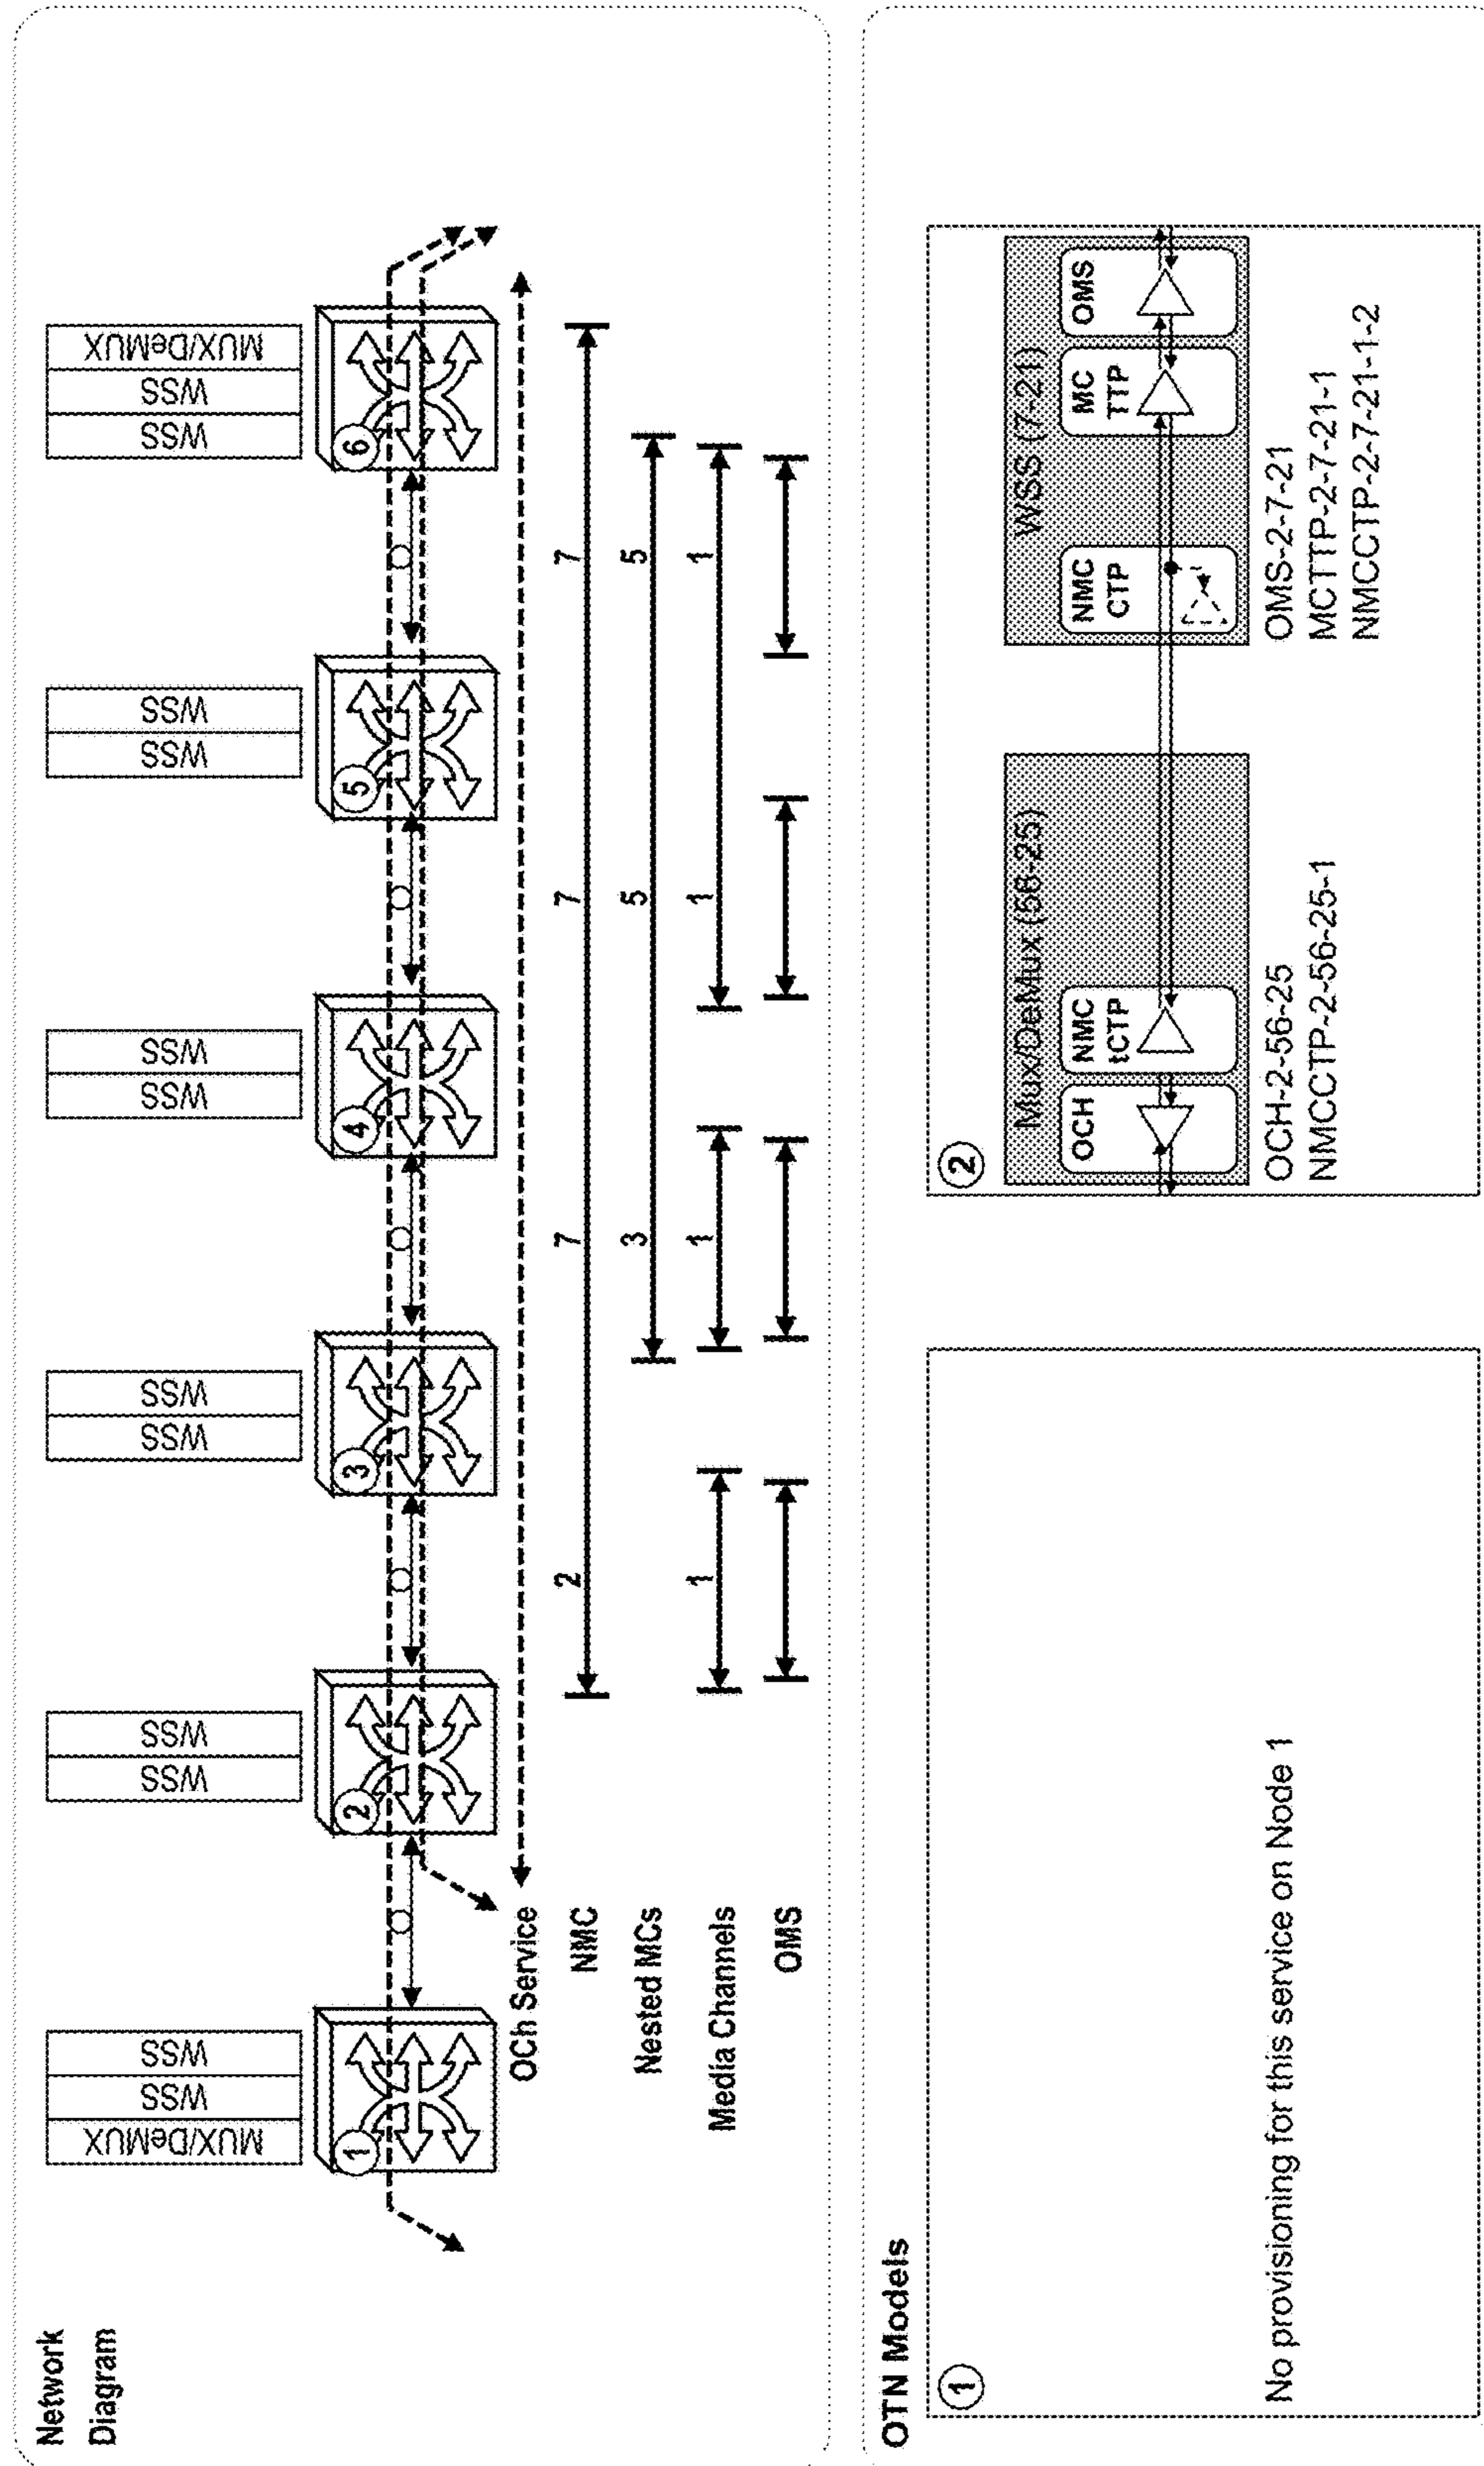 Network
Diagram
MUX/DeMUX
WSS
WSS
WSS
WSS
WSS
WSS
WSS
WSS
WSS
WSS
WSS
WSS
MUX/DeMUX
1
2
3
4
5
6
OCh Service
NMC
2
7
7
7
Nested MCs
3
5
5
Media Channels
1
1
1
1
OMS
OTN Models
1
No provisioning for this service on Node 1
2
Mux/DeMux (56-25)
OCH
NMC
tCTP
OCH-2-56-25
NMCCTP-2-56-25-1
WSS (7-21)
NMC
CTP
MC
TTP
OMS
OMS-2-7-21
MCTTP-2-7-21-1
NMCCTP-2-7-21-1-2